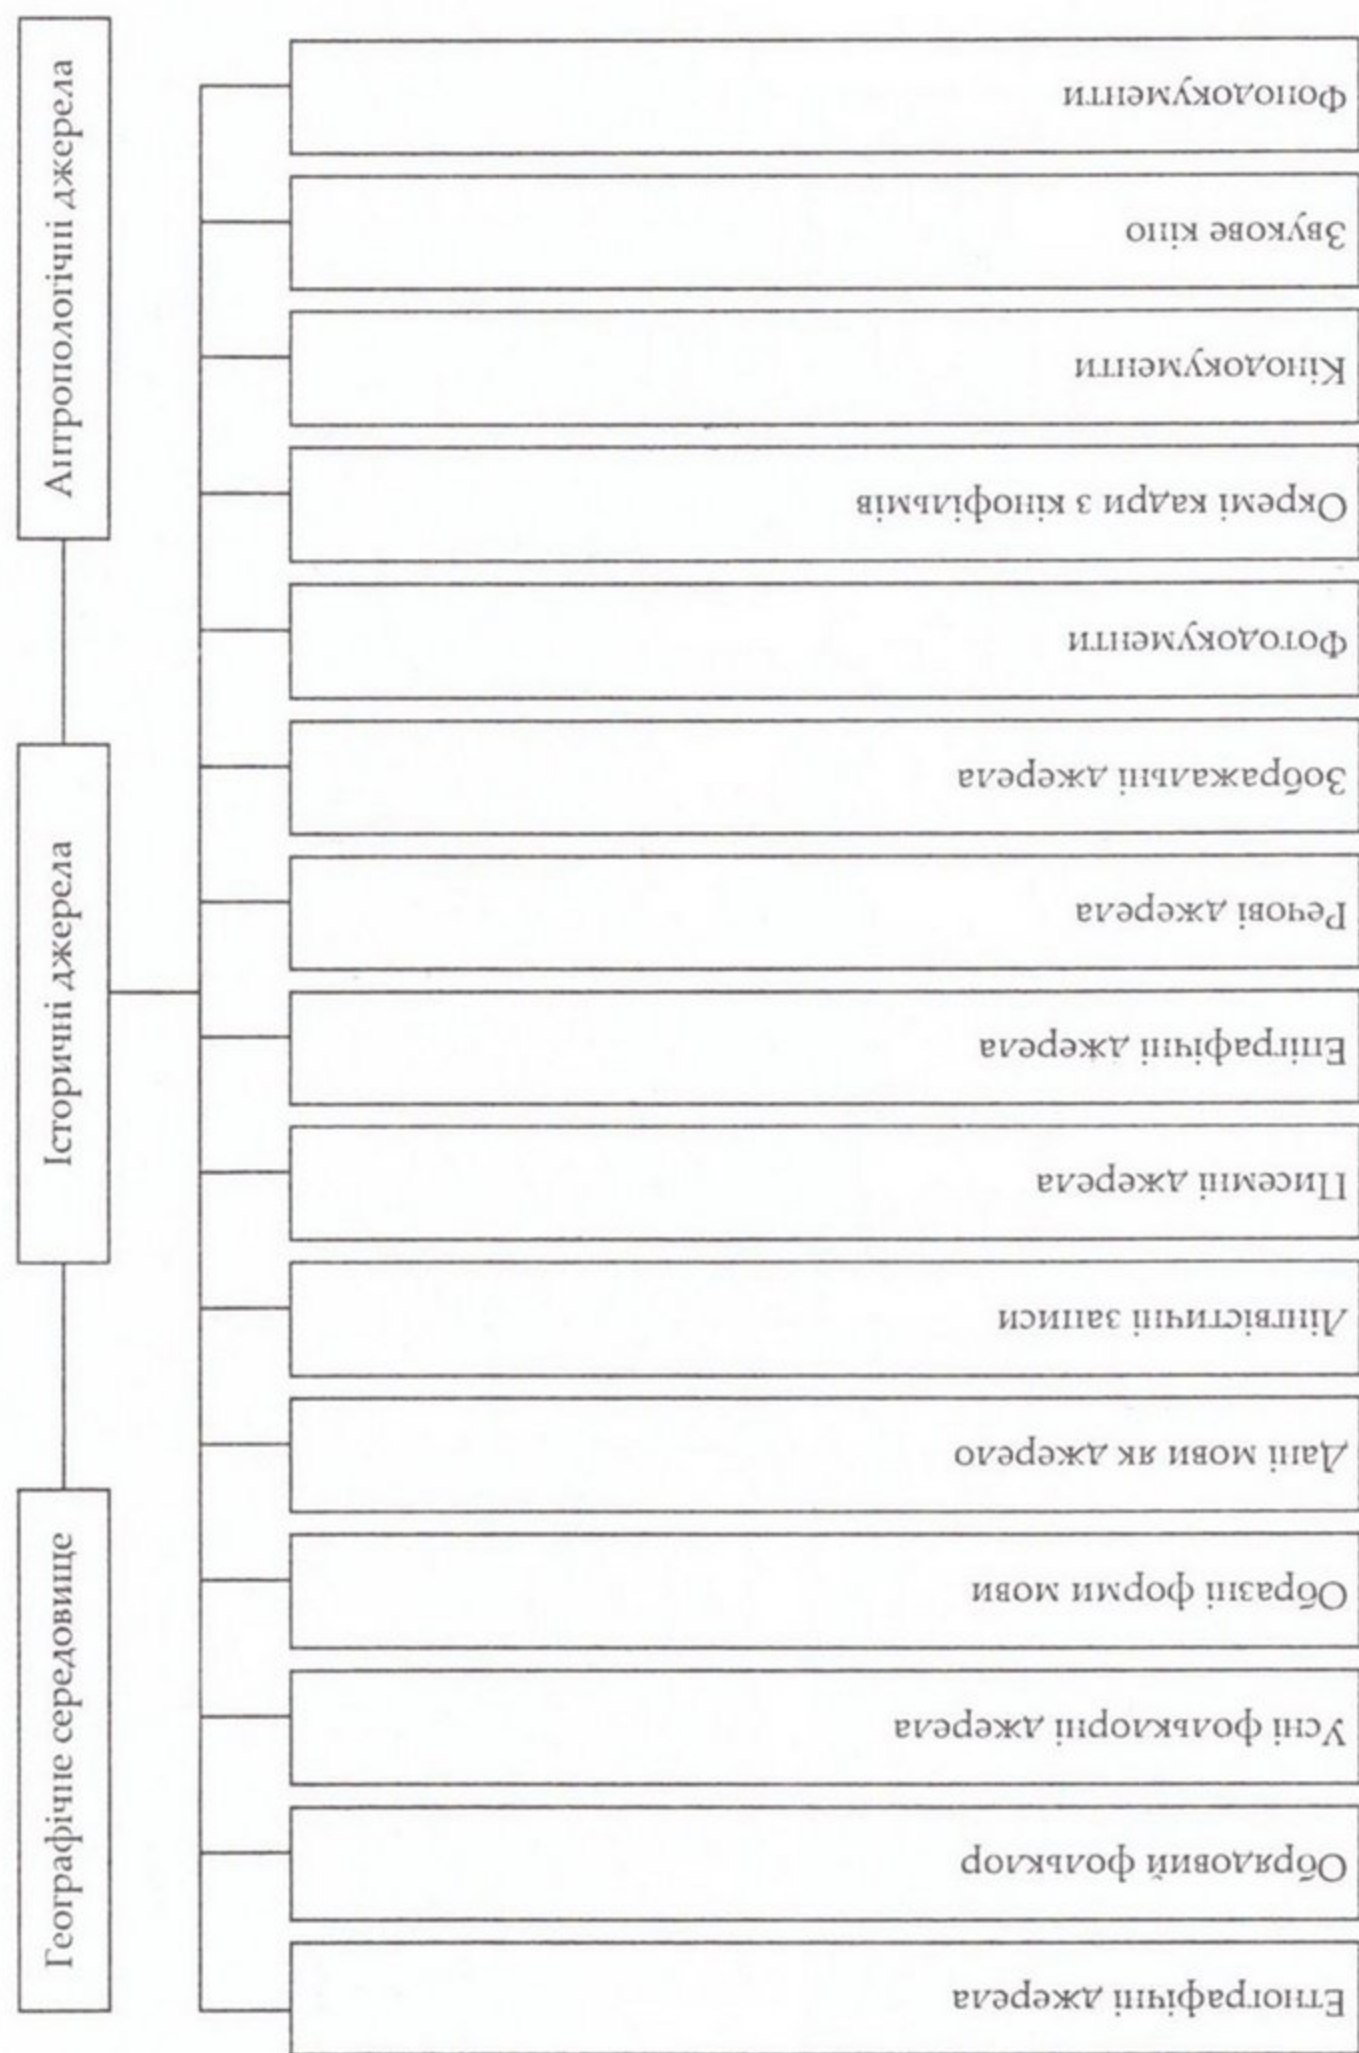 Географічне середовище
Історичні джерела
Антропологічні джерела
Етнографічні джерела
Обрядовий фольклор
Усні фольклорні джерела
Образні форми мови
Дані мови як джерело
Лінгвістичні записи
Писемні джерела
Епіграфічні джерела
Речові джерела
Зображальні джерела
Фотодокументи
Окремі кадри з кінофільмів
Кінодокументи
Звукове кіно
Фонодокументи